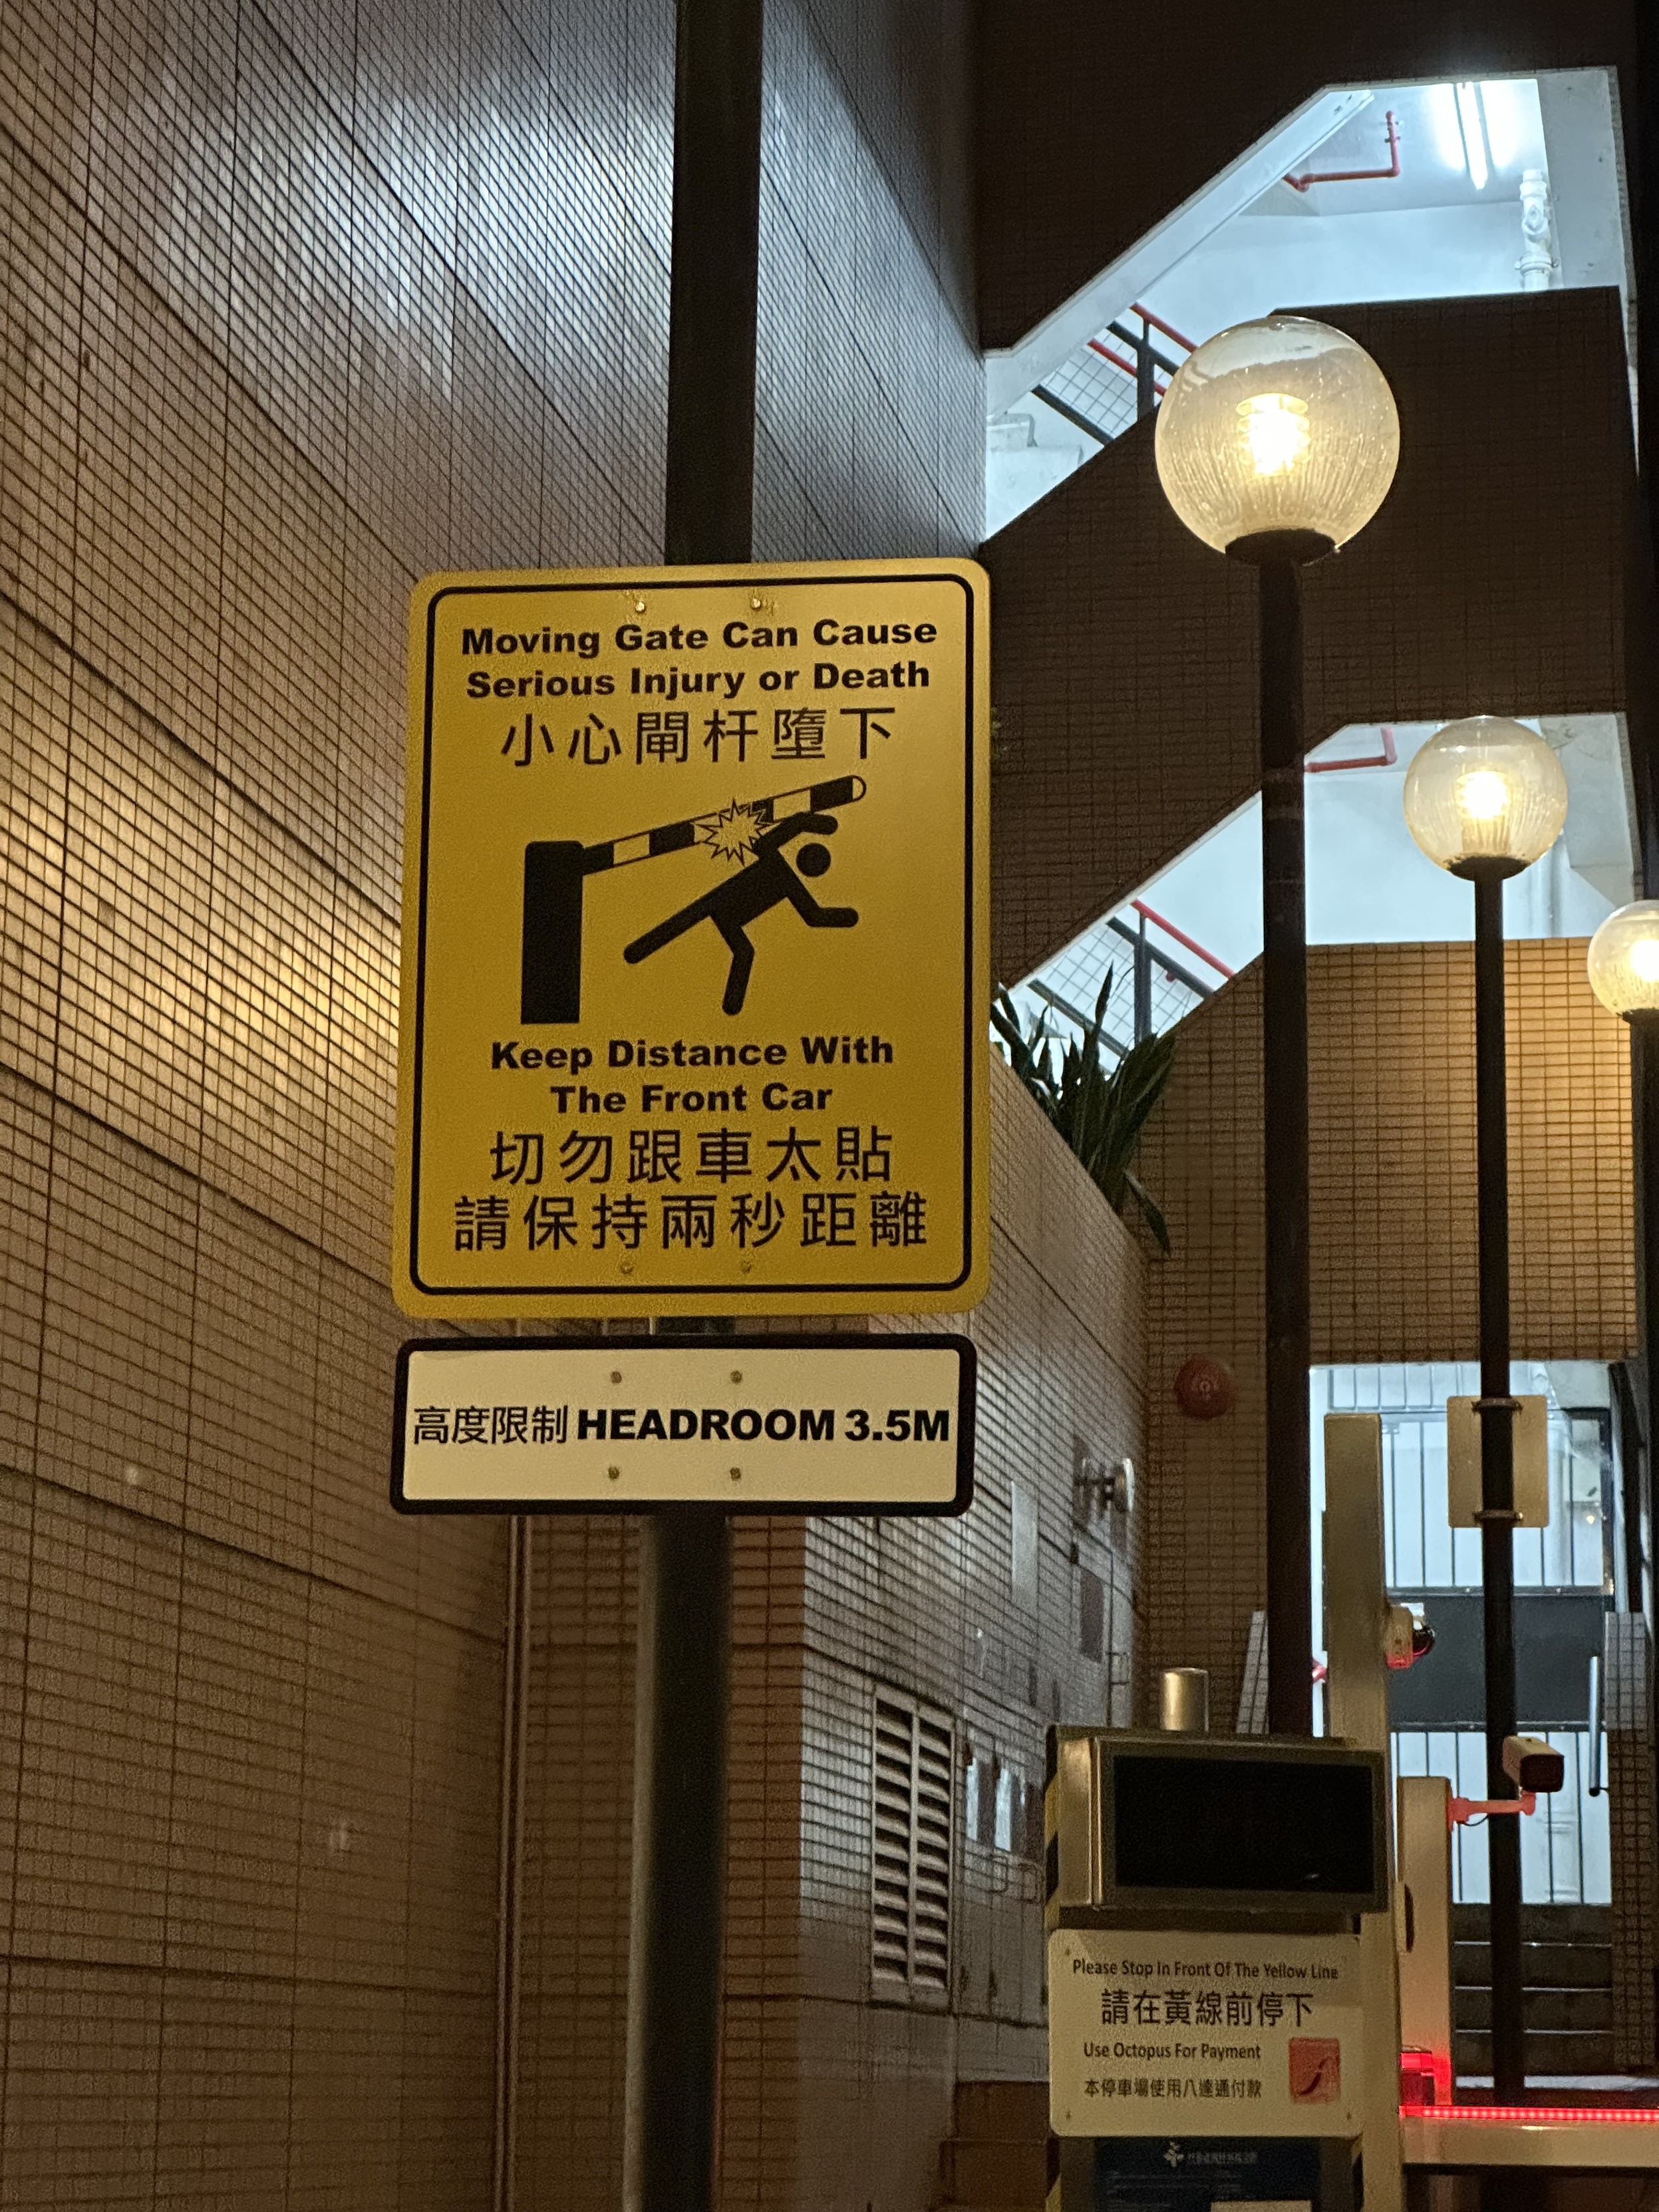 Moving Gate Can Cause
Serious Injury or Death
小心閘杆墮下
Keep Distance With
The Front Car
切勿跟車太貼
請保持兩秒距離
高度限制 HEADROOM 3.5M
Please Stop In Front Of The Yellow Line
請在黃線前停下
Use Octopus For Payment
本停車場使用八達通付款